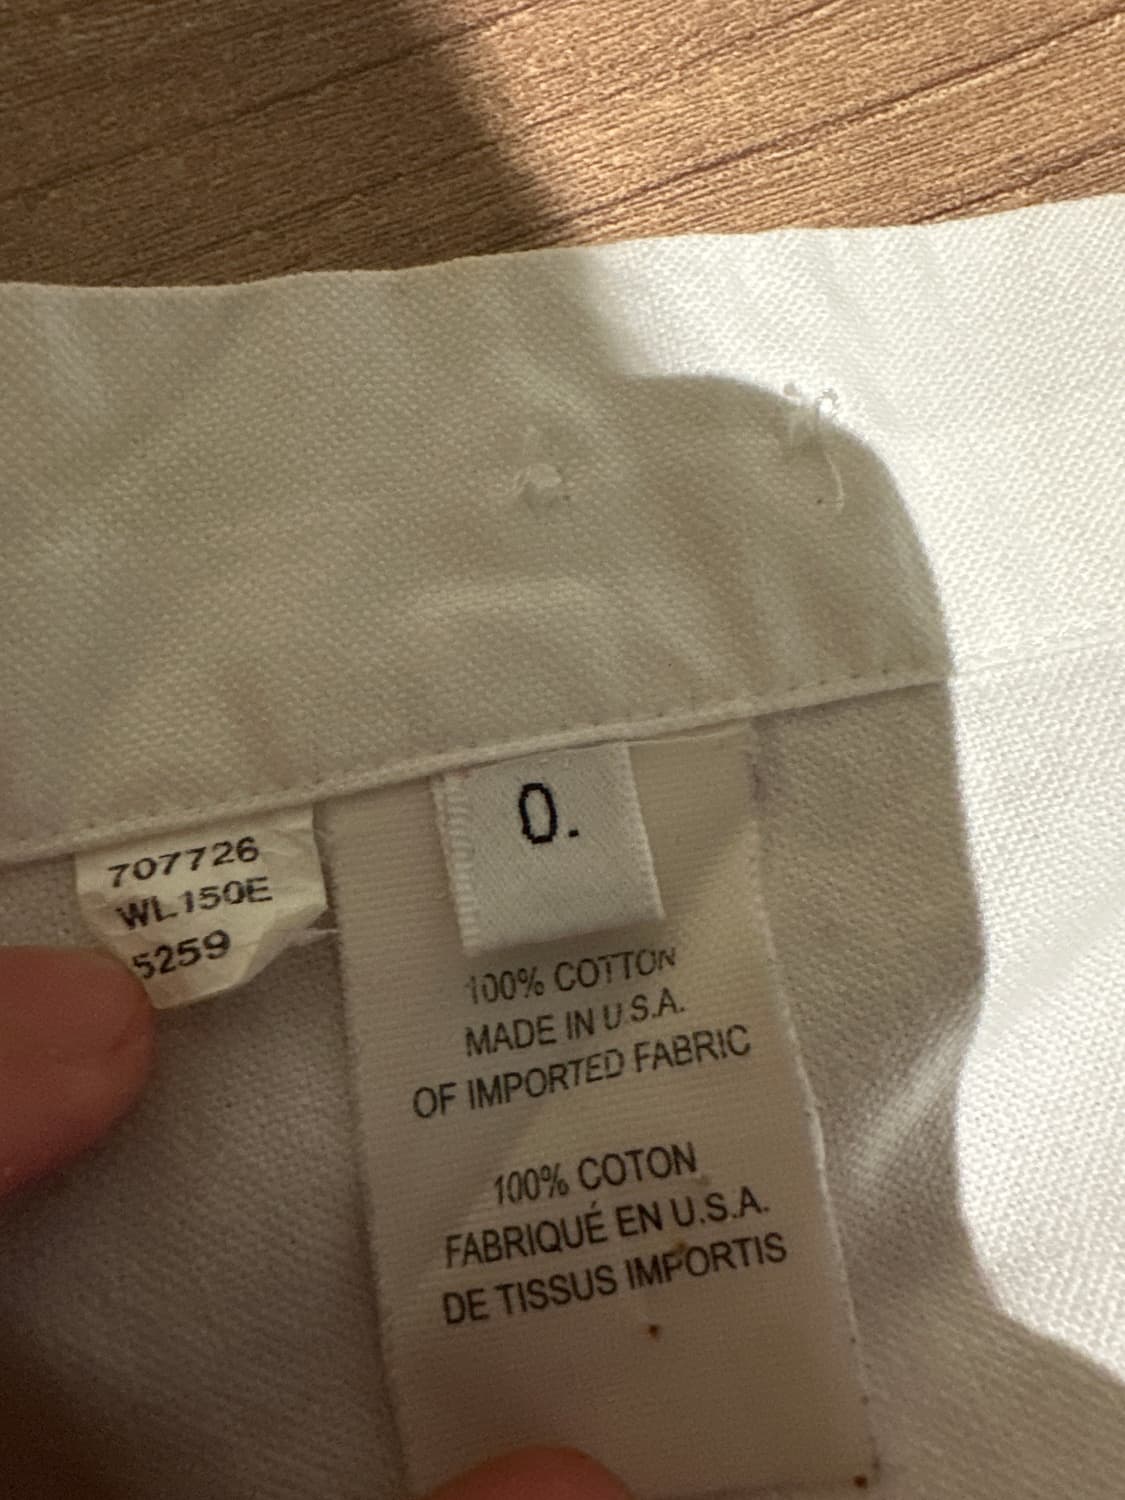 707726
WL150E
5259
0.
100% COTTON
MADE IN U.S.A.
OF IMPORTED FABRIC
100% COTON
FABRIQUÉ EN U.S.A.
DE TISSUS IMPORTIS